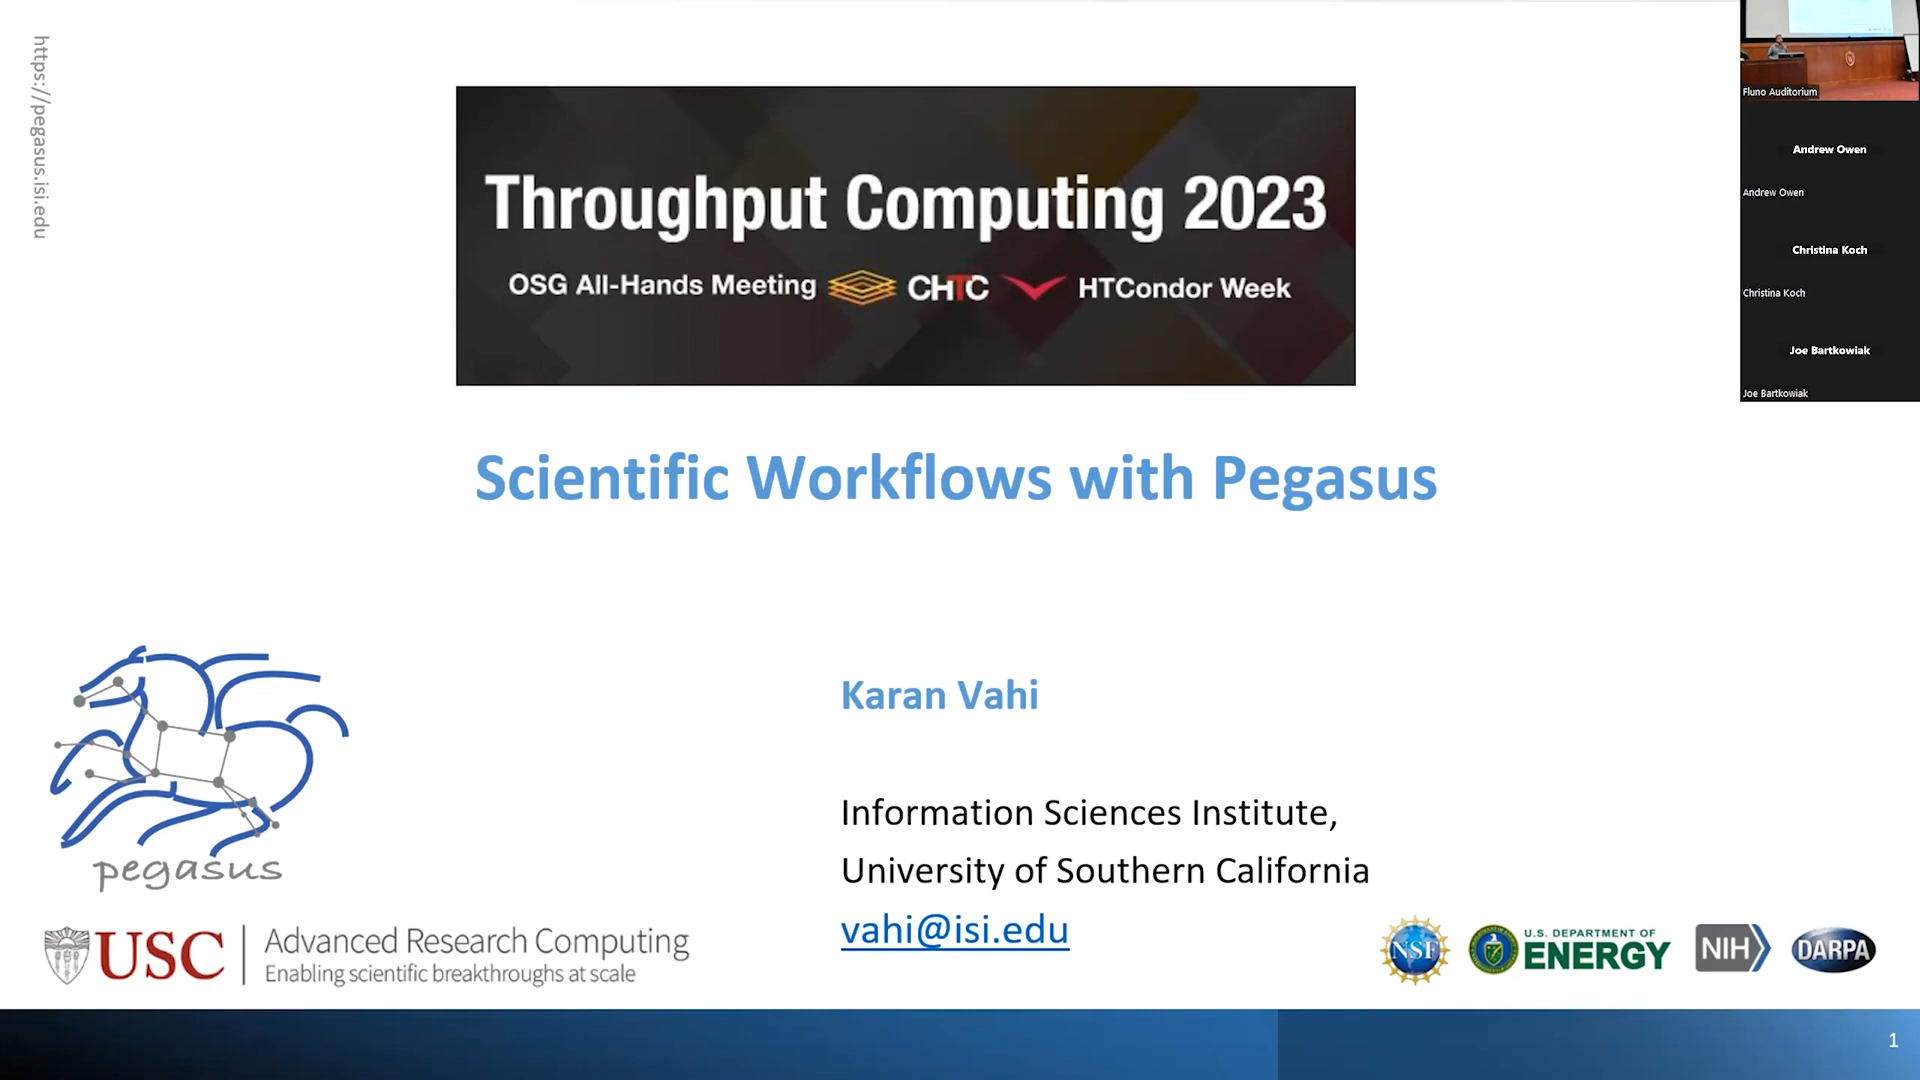 https://pegasus.isi.edu
Throughput Computing 2023
OSG All-Hands Meeting CHTC HTCondor Week
Scientific Workflows with Pegasus
Karan Vahi
Information Sciences Institute,
University of Southern California
vahi@isi.edu
pegasus
USC Advanced Research Computing
Enabling scientific breakthroughs at scale
NSF
U.S. DEPARTMENT OF
ENERGY
NIH
DARPA
1
Fluno Auditorium
Andrew Owen
Andrew Owen
Christina Koch
Christina Koch
Joe Bartkowiak
Joe Bartkowiak